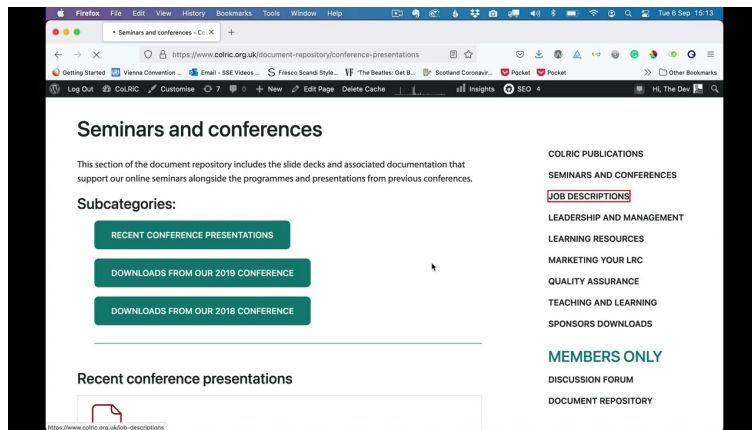 Firefox File Edit View History Bookmarks Tools Window Help Tue 6 Sep 15:13
* Seminars and conferences - Col ×
https://www.colric.org.uk/document-repository/conference-presentations
Getting Started Vienna Convention ... Email - SSE Videos ... Fresco Scandi Style... 'The Beatles: Get B... Scotland Coronavir... Pocket Pocket Other Bookmarks
Log Out CoLRiC Customise 7 0 + New Edit Page Delete Cache Insights SEO 4 Hi, The Dev
Seminars and conferences
This section of the document repository includes the slide decks and associated documentation that
support our online seminars alongside the programmes and presentations from previous conferences.
Subcategories:
RECENT CONFERENCE PRESENTATIONS
DOWNLOADS FROM OUR 2019 CONFERENCE
DOWNLOADS FROM OUR 2018 CONFERENCE
Recent conference presentations
COLRIC PUBLICATIONS
SEMINARS AND CONFERENCES
JOB DESCRIPTIONS
LEADERSHIP AND MANAGEMENT
LEARNING RESOURCES
MARKETING YOUR LRC
QUALITY ASSURANCE
TEACHING AND LEARNING
SPONSORS DOWNLOADS
MEMBERS ONLY
DISCUSSION FORUM
DOCUMENT REPOSITORY
https://www.colric.org.uk/job-descriptions